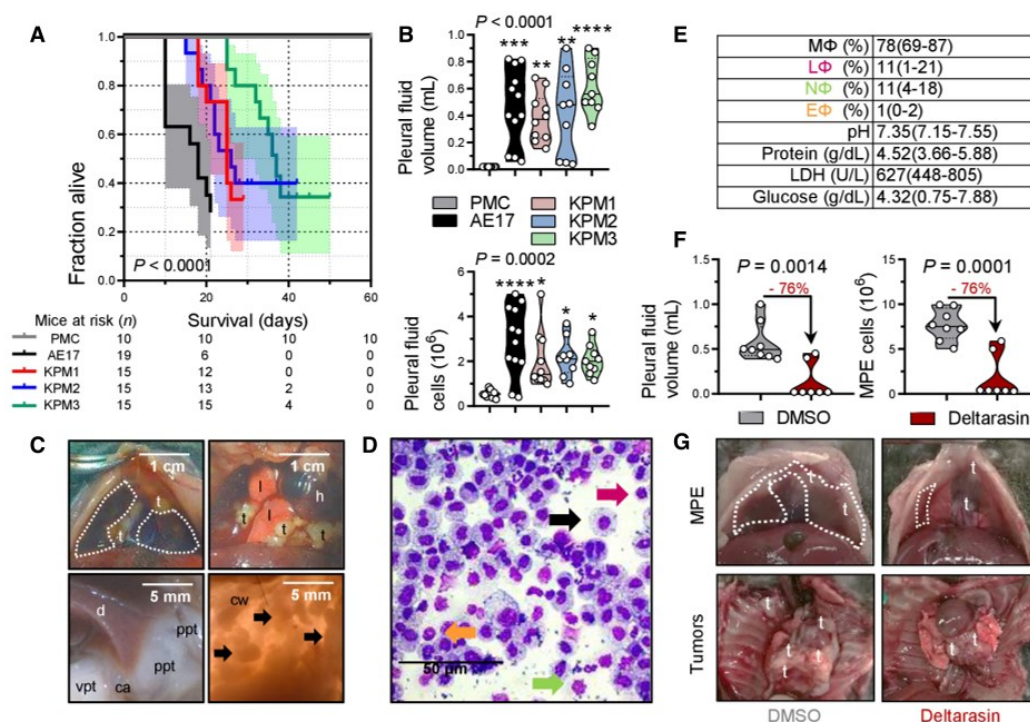 A
Fraction alive
1.0
0.8
0.6
0.4
0.2
0.0
P < 0.0001
0 20 40 60
Mice at risk (n) Survival (days)
PMC 10 10 10 10
AE17 19 6 0 0
KPM1 15 12 0 0
KPM2 15 13 2 0
KPM3 15 15 4 0
B
P < 0.0001
*** ** ** ****
Pleural fluid
volume (mL)
1.0
0.8
0.6
0.4
0.2
0.0
PMC KPM1
AE17 KPM2
KPM3
P = 0.0002
**** * * *
Pleural fluid
cells (10⁶)
6
4
2
0
E
MΦ (%) 78(69-87)
LΦ (%) 11(1-21)
NΦ (%) 11(4-18)
EΦ (%) 1(0-2)
pH 7.35(7.15-7.55)
Protein (g/dL) 4.52(3.66-5.88)
LDH (U/L) 627(448-805)
Glucose (g/dL) 4.32(0.75-7.88)
F
P = 0.0014
- 76%
Pleural fluid
volume (mL)
1.5
1.0
0.5
0.0
P = 0.0001
- 76%
MPE cells (10⁶)
15
10
5
0
DMSO Deltarasin
C
1 cm
t
t
1 cm
l
h
l
t
t
t
5 mm
d
ppt
ppt
vpt ca
5 mm
cw
D
50 µm
G
MPE
t
t
t
t
Tumors
t
t
t
t
t
t
t
DMSO Deltarasin